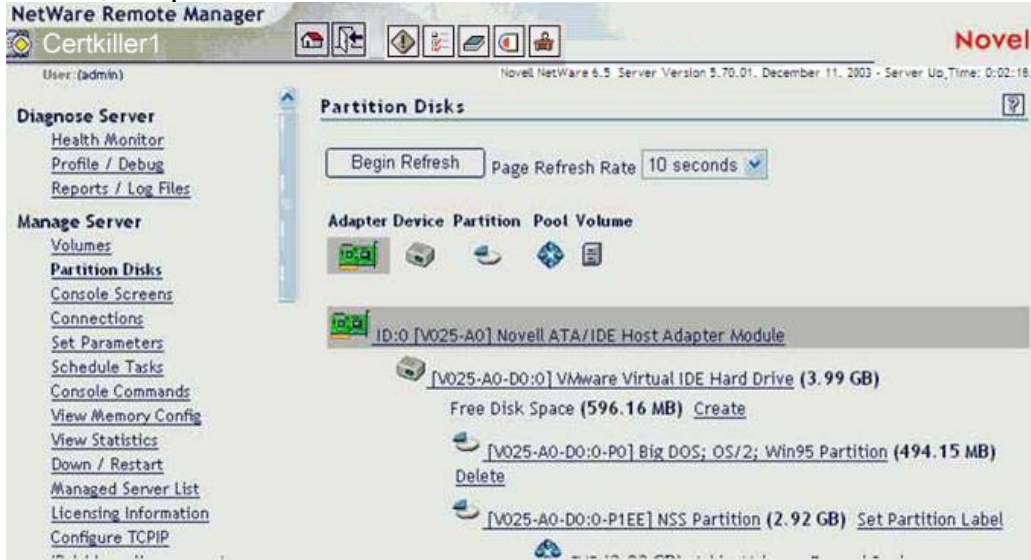 NetWare Remote Manager
Certkiller1
Novel
User:(admin)
Novell NetWare 6.5 Server Version 5.70.01. December 11, 2003 - Server Up Time: 0:02:18:
Diagnose Server
Health Monitor
Profile / Debug
Reports / Log Files
Manage Server
Volumes
Partition Disks
Console Screens
Connections
Set Parameters
Schedule Tasks
Console Commands
View Memory Config
View Statistics
Down / Restart
Managed Server List
Licensing Information
Configure TCPIP
Partition Disks
?
Begin Refresh Page Refresh Rate 10 seconds
Adapter Device Partition Pool Volume
ID:0 [V025-A0] Novell ATA/IDE Host Adapter Module
[V025-A0-D0:0] VMware Virtual IDE Hard Drive (3.99 GB)
Free Disk Space (596.16 MB) Create
[V025-A0-D0:0-P0] Big DOS; OS/2; Win95 Partition (494.15 MB)
Delete
[V025-A0-D0:0-P1EE] NSS Partition (2.92 GB) Set Partition Label